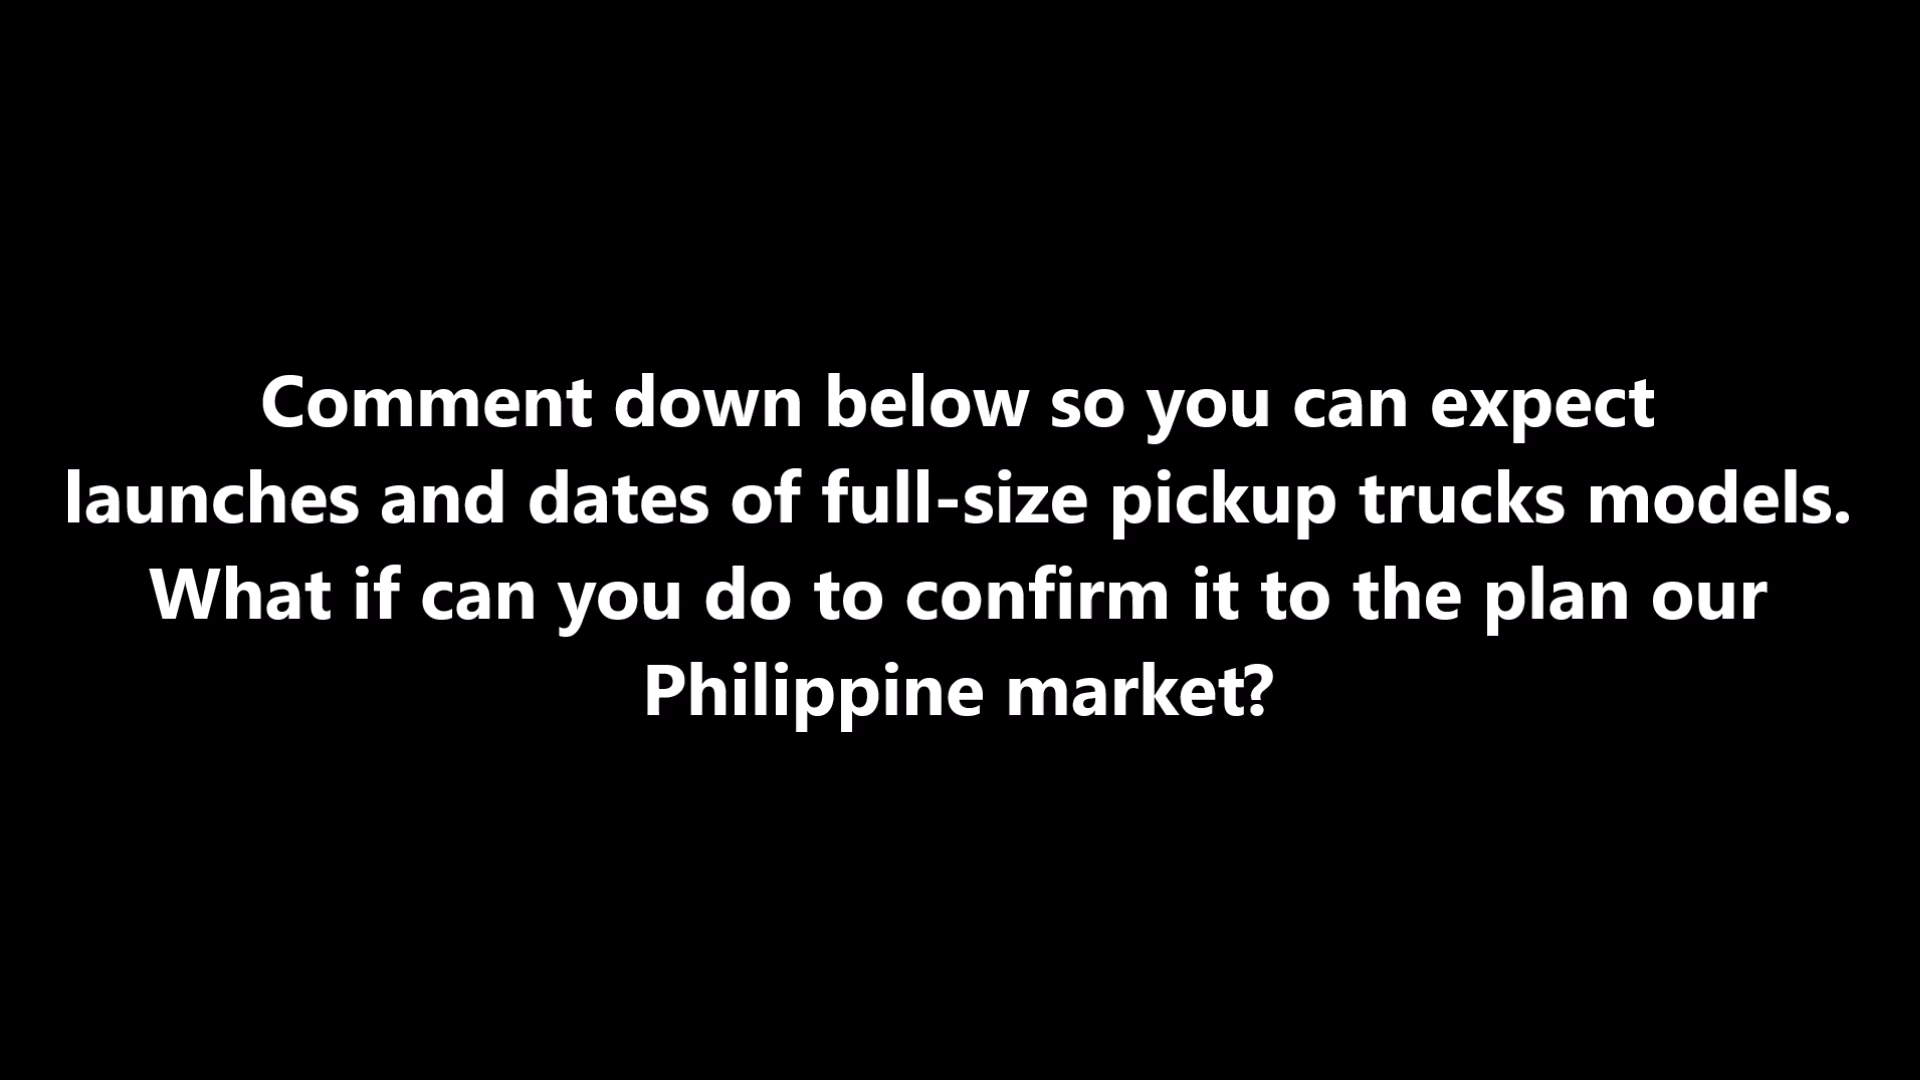 Comment down below so you can expect
launches and dates of full-size pickup trucks models.
What if can you do to confirm it to the plan our
Philippine market?